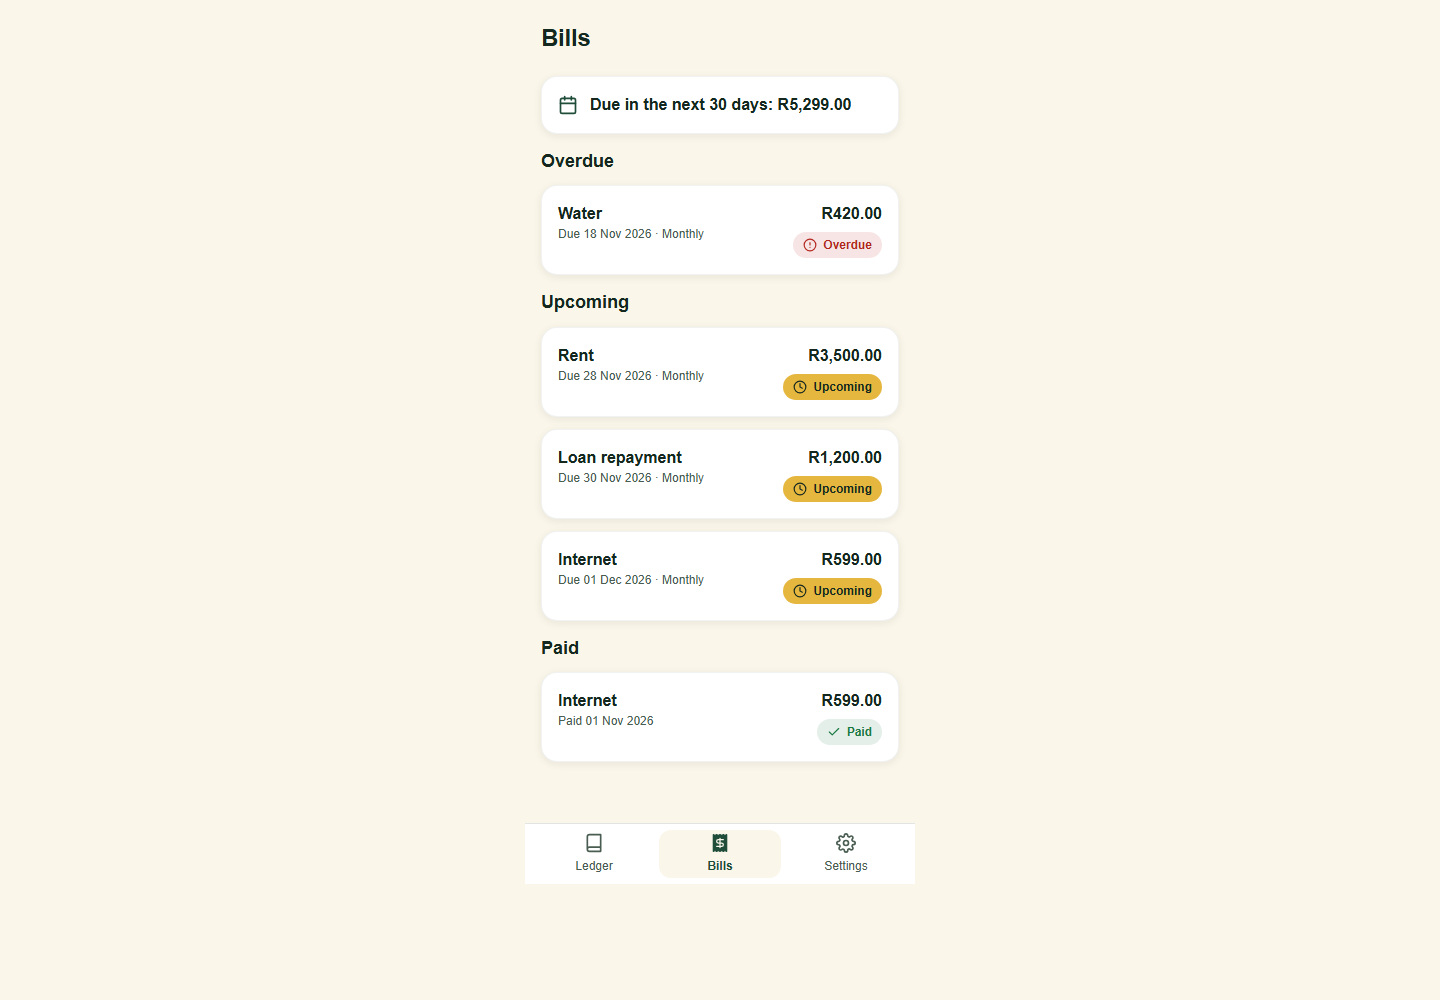 Bills
Due in the next 30 days: R5,299.00
Overdue
Water R420.00
Due 18 Nov 2026 · Monthly
Overdue
Upcoming
Rent R3,500.00
Due 28 Nov 2026 · Monthly
Upcoming
Loan repayment R1,200.00
Due 30 Nov 2026 · Monthly
Upcoming
Internet R599.00
Due 01 Dec 2026 · Monthly
Upcoming
Paid
Internet R599.00
Paid 01 Nov 2026
Paid
Ledger Bills Settings